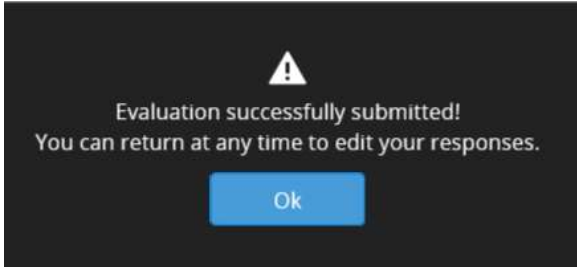 Evaluation successfully submitted!
You can return at any time to edit your responses.
Ok